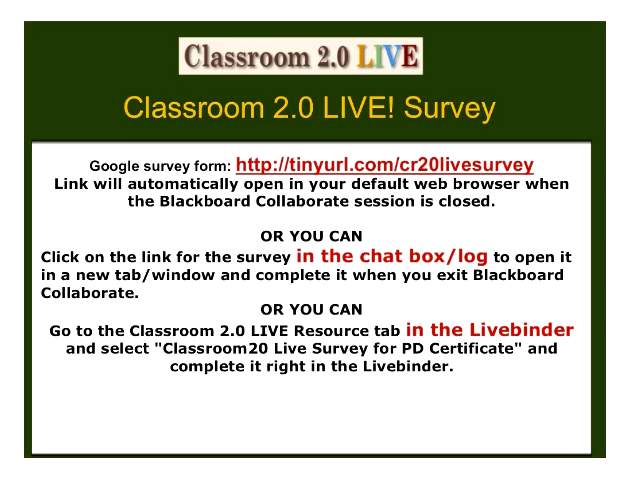 Classroom 2.0 LIVE
Classroom 2.0 LIVE! Survey
Google survey form: http://tinyurl.com/cr20livesurvey
Link will automatically open in your default web browser when
the Blackboard Collaborate session is closed.
OR YOU CAN
Click on the link for the survey in the chat box/log to open it
in a new tab/window and complete it when you exit Blackboard
Collaborate.
OR YOU CAN
Go to the Classroom 2.0 LIVE Resource tab in the Livebinder
and select "Classroom20 Live Survey for PD Certificate" and
complete it right in the Livebinder.